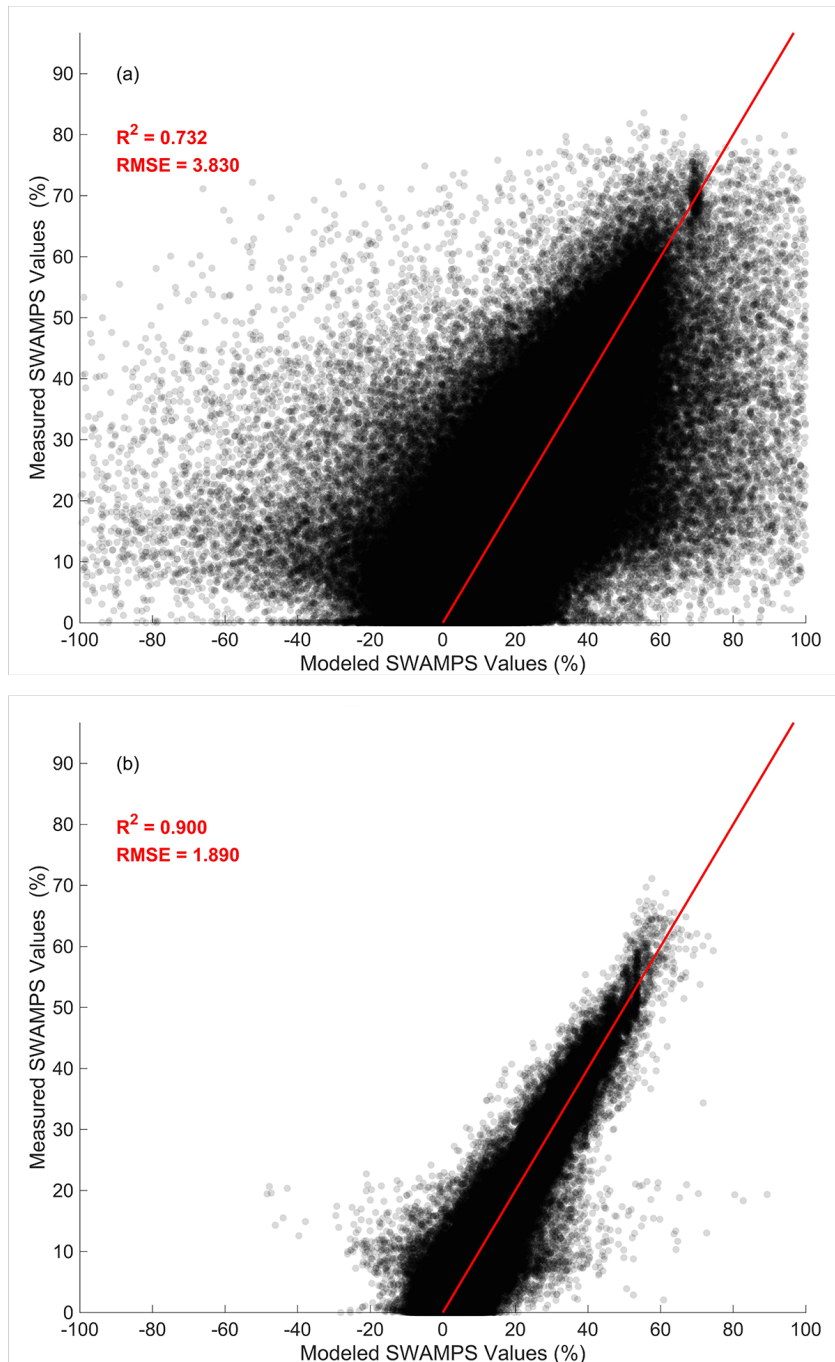 (a)
R² = 0.732
RMSE = 3.830
Measured SWAMPS Values (%)
90
80
70
60
50
40
30
20
10
0
-100 -80 -60 -40 -20 0 20 40 60 80 100
Modeled SWAMPS Values (%)
(b)
R² = 0.900
RMSE = 1.890
Measured SWAMPS Values (%)
90
80
70
60
50
40
30
20
10
0
-100 -80 -60 -40 -20 0 20 40 60 80 100
Modeled SWAMPS Values (%)